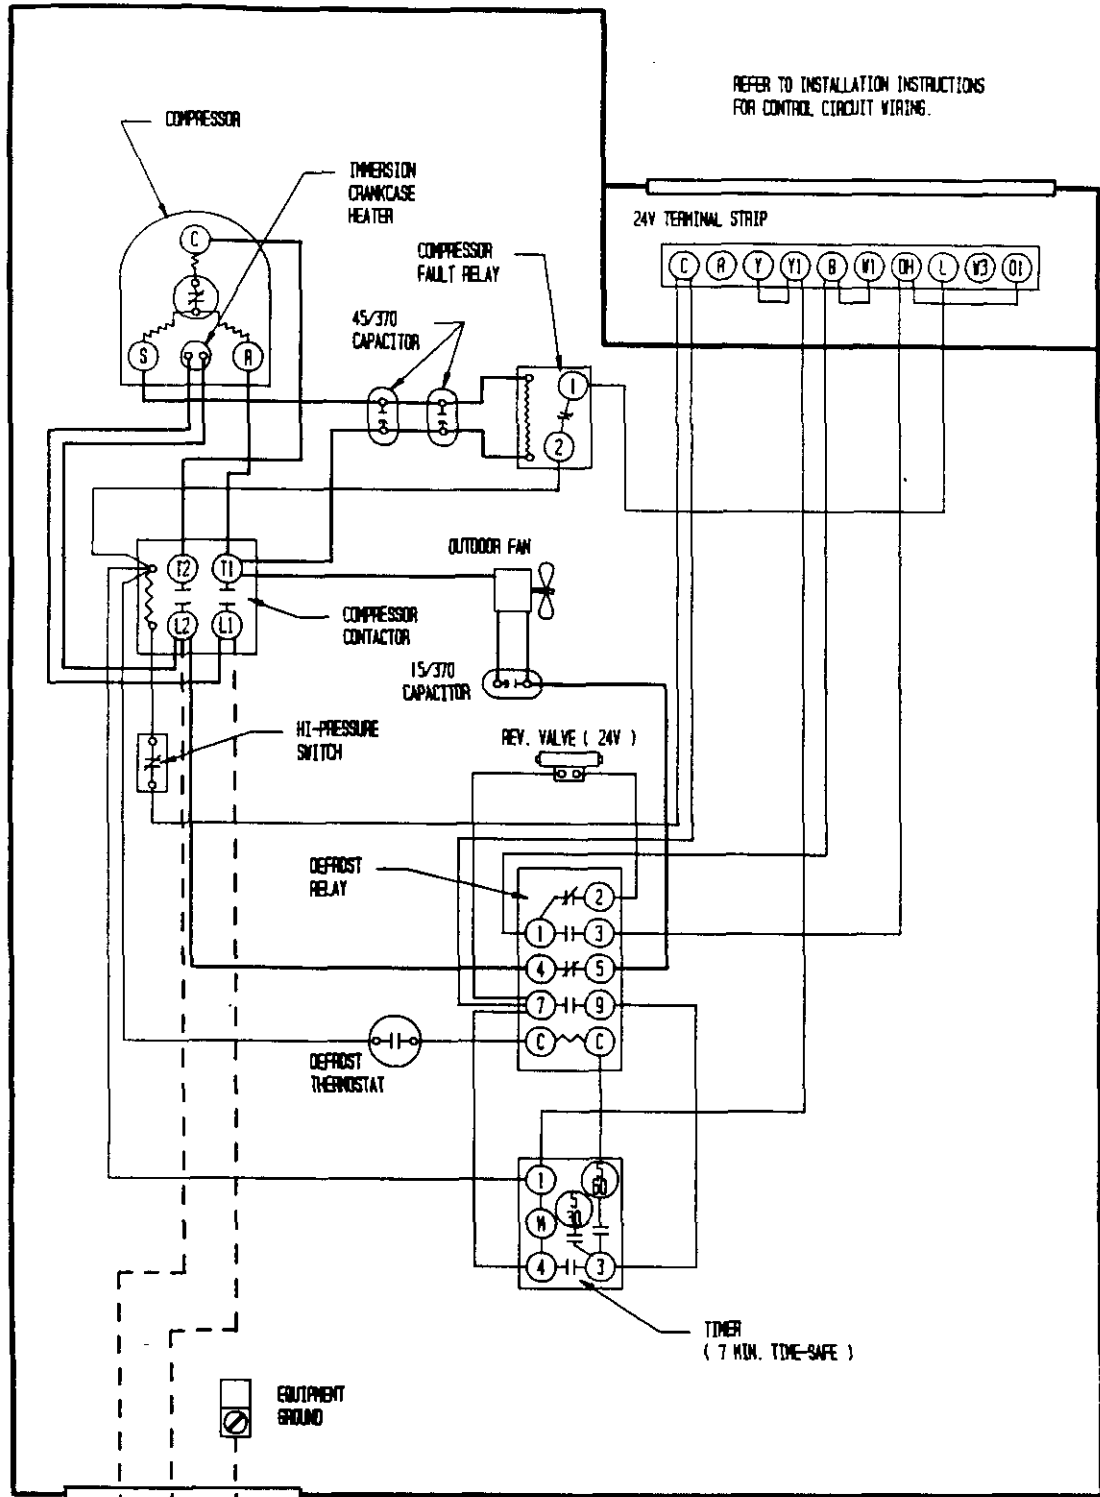 REFER TO INSTALLATION INSTRUCTIONS
FOR CONTROL CIRCUIT WIRING.
COMPRESSOR
IMMERSION
CRANKCASE
HEATER
24V TERMINAL STRIP
C R Y Y1 B W1 OH L W3 O1
COMPRESSOR
FAULT RELAY
C
45/370
CAPACITOR
S R
1
2
OUTDOOR FAN
T2 T1
L2 L1
COMPRESSOR
CONTACTOR
15/370
CAPACITOR
HI-PRESSURE
SWITCH
REV. VALVE ( 24V )
DEFROST
RELAY
2
1 3
4 5
7 9
C C
DEFROST
THERMOSTAT
1 S 60
S 30
M
4 3
TIMER
( 7 MIN. TIME-SAFE )
EQUIPMENT
GROUND